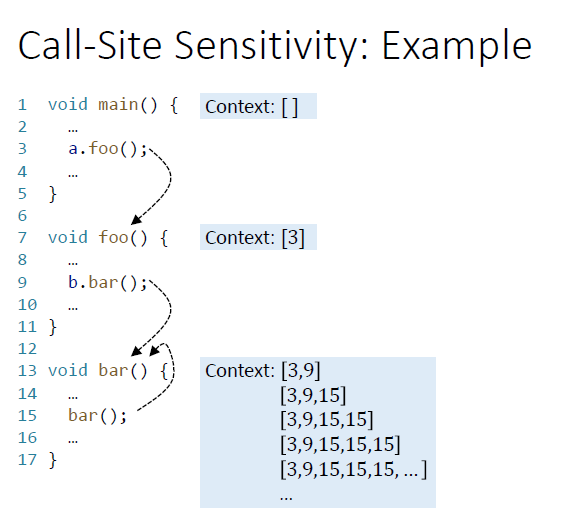 Call-Site Sensitivity: Example
1 void main() { Context: [ ]
2 …
3 a.foo();
4 …
5 }
6
7 void foo() { Context: [3]
8 …
9 b.bar();
10 …
11 }
12
13 void bar() { Context: [3,9]
14 … [3,9,15]
15 bar(); [3,9,15,15]
16 … [3,9,15,15,15]
17 } [3,9,15,15,15, …]
…